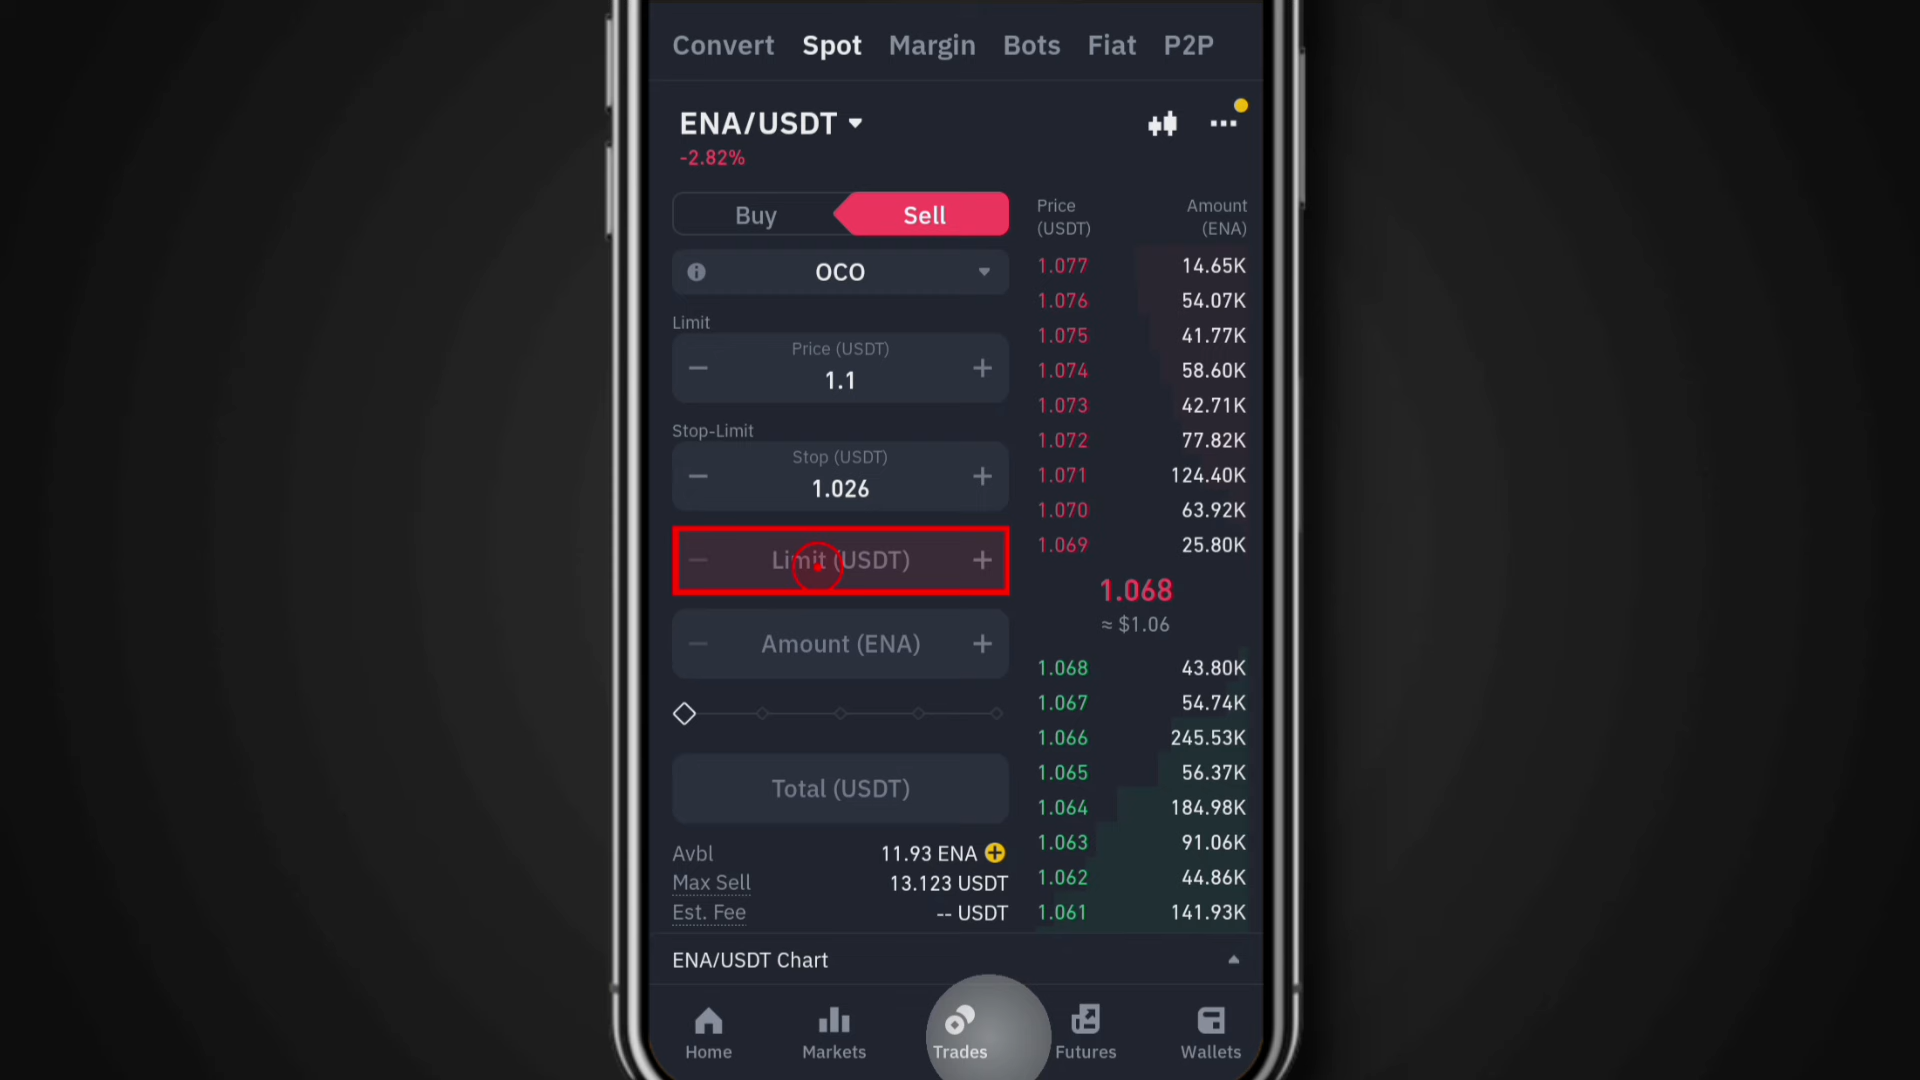 Convert Spot Margin Bots Fiat P2P
ENA/USDT
-2.82%
Buy Sell
OCO
Limit
Price (USDT)
1.1
Stop-Limit
Stop (USDT)
1.026
Limit (USDT)
Amount (ENA)
Total (USDT)
Avbl 11.93 ENA
Max Sell 13.123 USDT
Est. Fee -- USDT
Price Amount
(USDT) (ENA)
1.077 14.65K
1.076 54.07K
1.075 41.77K
1.074 58.60K
1.073 42.71K
1.072 77.82K
1.071 124.40K
1.070 63.92K
1.069 25.80K
1.068
≈ $1.06
1.068 43.80K
1.067 54.74K
1.066 245.53K
1.065 56.37K
1.064 184.98K
1.063 91.06K
1.062 44.86K
1.061 141.93K
ENA/USDT Chart
Home Markets Trades Futures Wallets